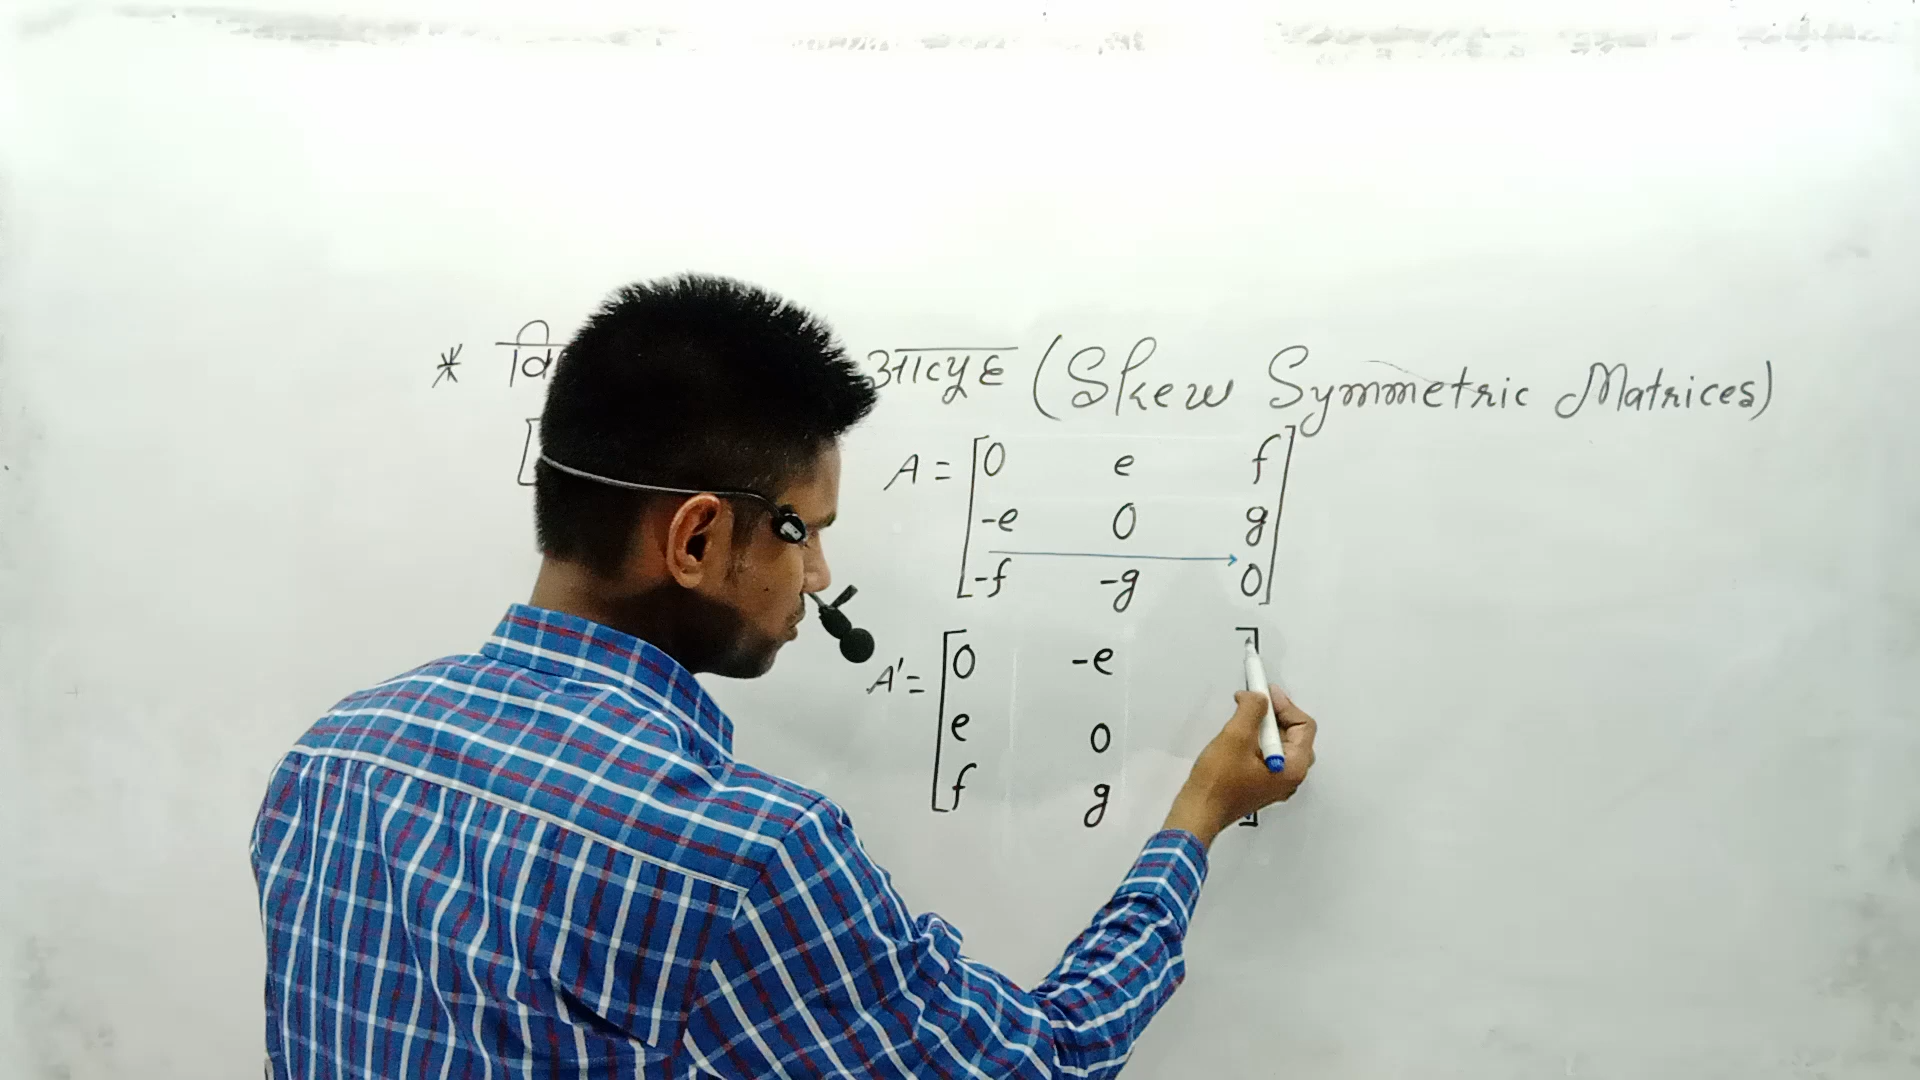 * आव्यूह (Skew Symmetric Matrices)
A = [0 e f
-e 0 g
-f -g 0]
A' = [0 -e ]
e 0
f g